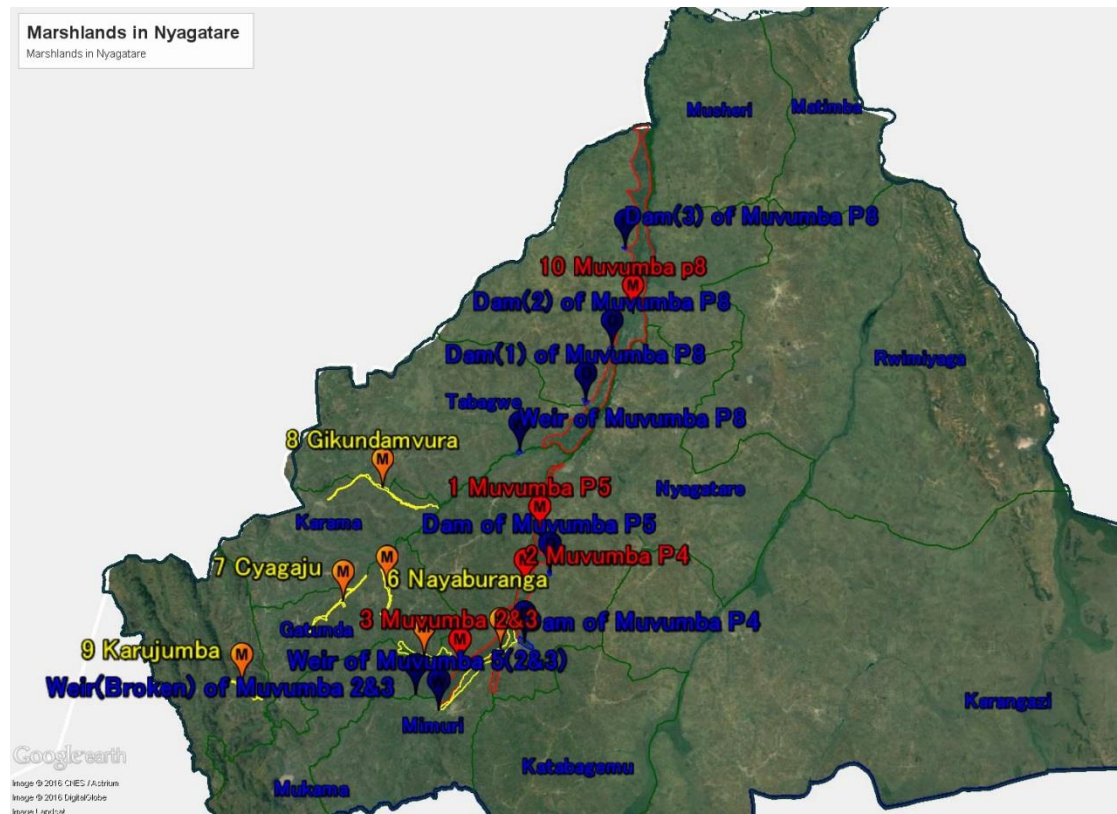 Marshlands in Nyagatare
Marshlands in Nyagatare
Musheri
Matimba
Dam(3) of Muvumba P8
10 Muvumba p8
M
Dam(2) of Muvumba P8
Dam(1) of Muvumba P8
Rwimiyaga
Tabagwe
Weir of Muvumba P8
8 Gikundamvura
M
1 Muvumba P5
Nyagatare
M
Karama
Dam of Muvumba P5
M
2 Muvumba P4
7 Cyagaju
M
6 Nayaburanga
3 Muvumba 2&3
Dam of Muvumba P4
Gatunda
M
9 Karujumba
M
Weir of Muvumba 5(2&3)
Weir(Broken) of Muvumba 2&3
Karangazi
Mimuri
Google earth
Katabagemu
Mukama
Image © 2016 CNES / Astrium
Image © 2016 DigitalGlobe
Image Landsat